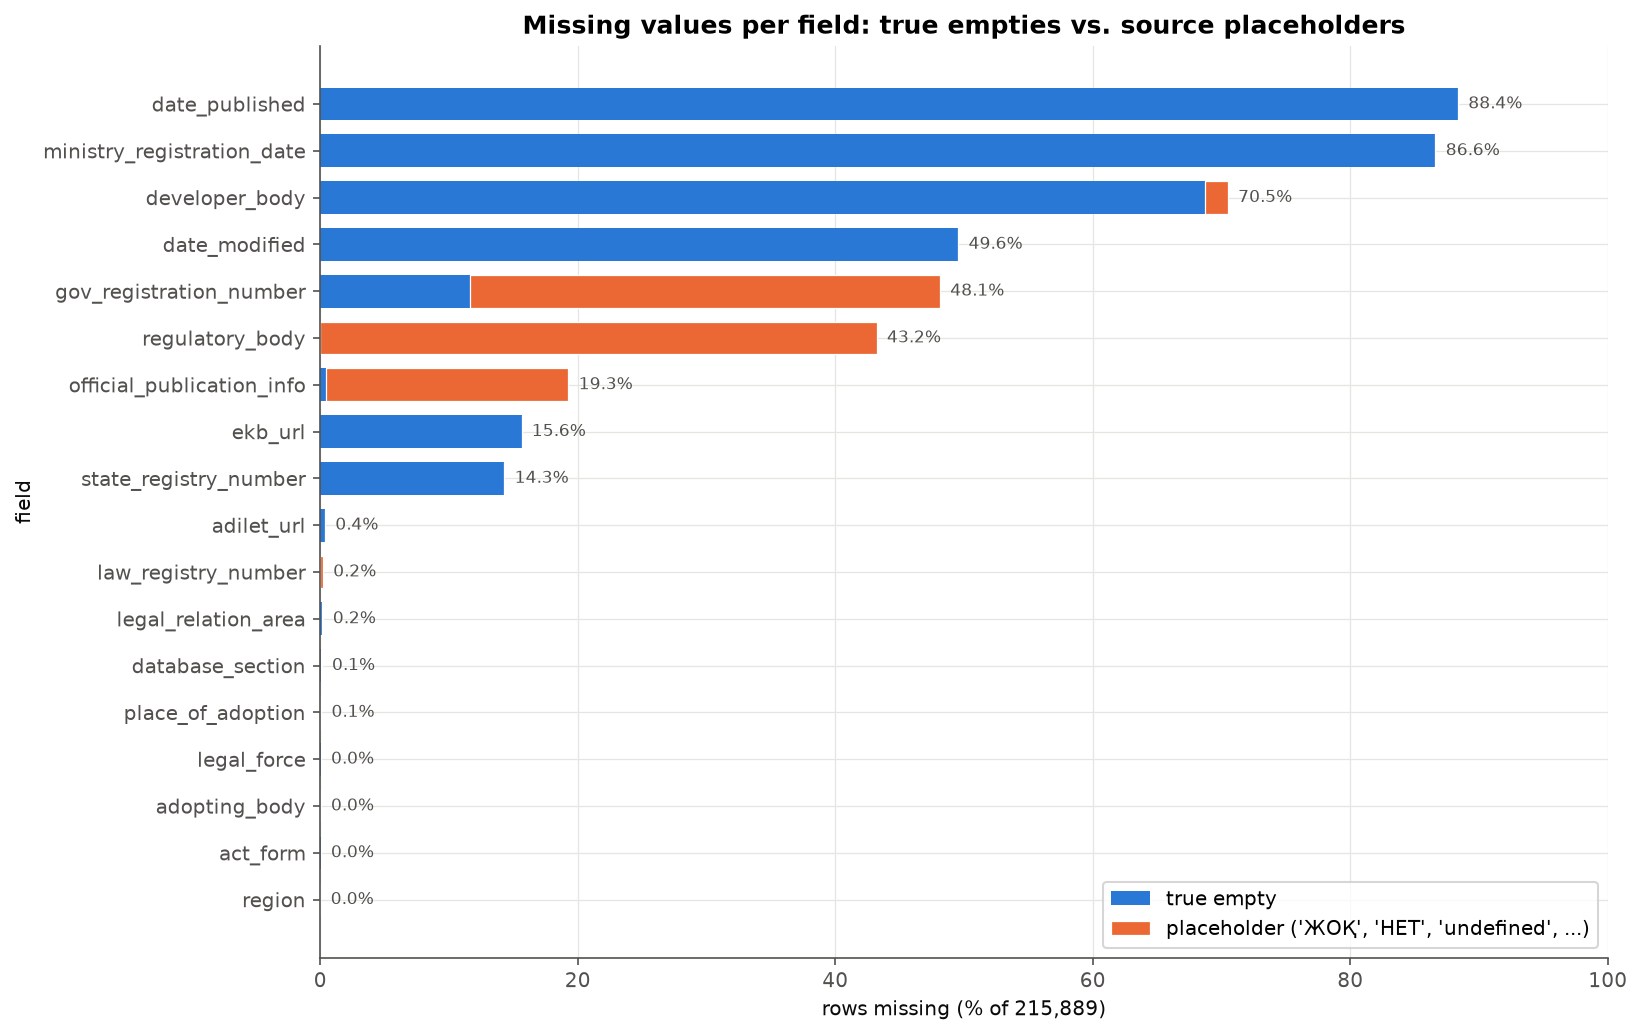 Missing values per field: true empties vs. source placeholders
date_published 88.4%
ministry_registration_date 86.6%
developer_body 70.5%
date_modified 49.6%
gov_registration_number 48.1%
regulatory_body 43.2%
official_publication_info 19.3%
ekb_url 15.6%
state_registry_number 14.3%
field
adilet_url 0.4%
law_registry_number 0.2%
legal_relation_area 0.2%
database_section 0.1%
place_of_adoption 0.1%
legal_force 0.0%
adopting_body 0.0%
act_form 0.0%
region 0.0%
true empty
placeholder ('ЖОҚ', 'НЕТ', 'undefined', ...)
0 20 40 60 80 100
rows missing (% of 215,889)